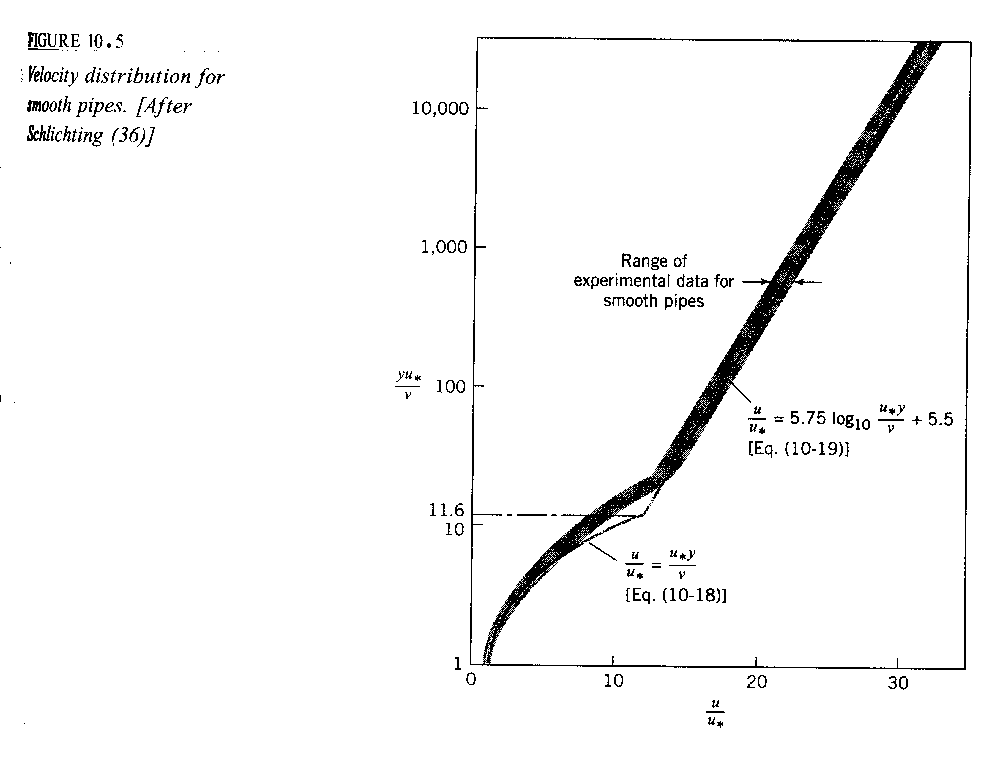 FIGURE 10.5
Velocity distribution for
smooth pipes. [After
Schlichting (36)]
10,000
1,000
Range of
experimental data for
smooth pipes
yu*/ν
100
u/u* = 5.75 log₁₀ u*y/ν + 5.5
[Eq. (10-19)]
11.6
10
u/u* = u*y/ν
[Eq. (10-18)]
1
0 10 20 30
u/u*